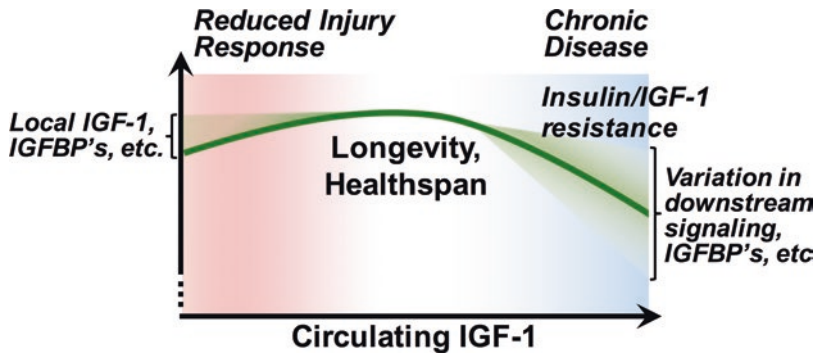 Reduced Injury
Response
Chronic
Disease
Local IGF-1,
IGFBP's, etc.
Insulin/IGF-1
resistance
Longevity,
Healthspan
Variation in
downstream
signaling,
IGFBP's, etc
Circulating IGF-1